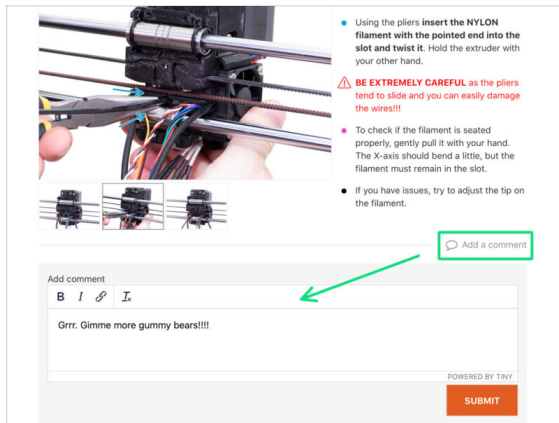 Using the pliers insert the NYLON
filament with the pointed end into the
slot and twist it. Hold the extruder with
your other hand.
BE EXTREMELY CAREFUL as the pliers
tend to slide and you can easily damage
the wires!!!
To check if the filament is seated
properly, gently pull it with your hand.
The X-axis should bend a little, but the
filament must remain in the slot.
If you have issues, try to adjust the tip on
the filament.
Add a comment
Add comment
B I
Grrr. Gimme more gummy bears!!!!
POWERED BY TINY
SUBMIT